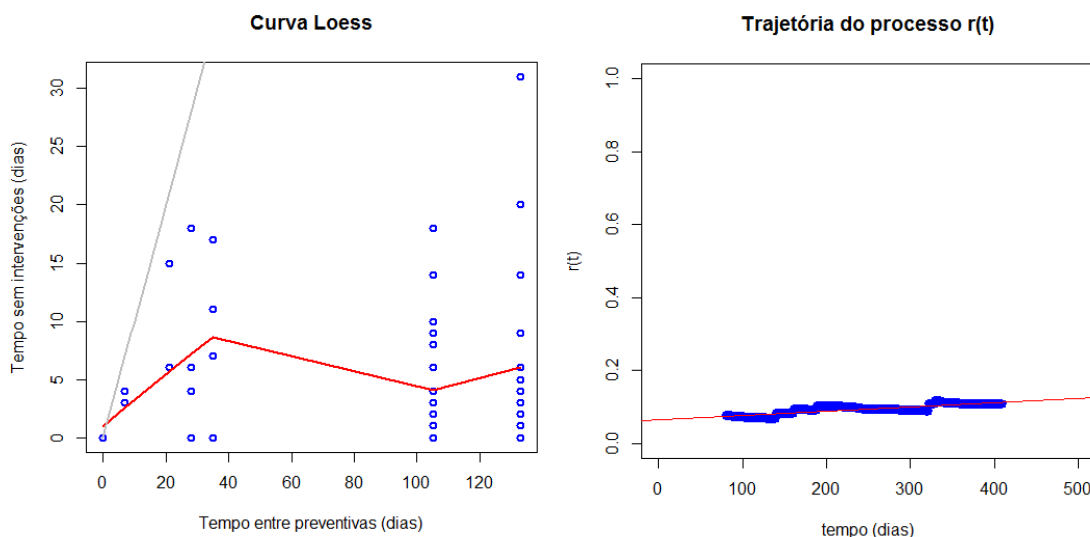 Curva Loess
Tempo sem intervenções (dias)
30
25
20
15
10
5
0
0 20 40 60 80 100 120
Tempo entre preventivas (dias)
Trajetória do processo r(t)
r(t)
1.0
0.8
0.6
0.4
0.2
0.0
0 100 200 300 400 500
tempo (dias)